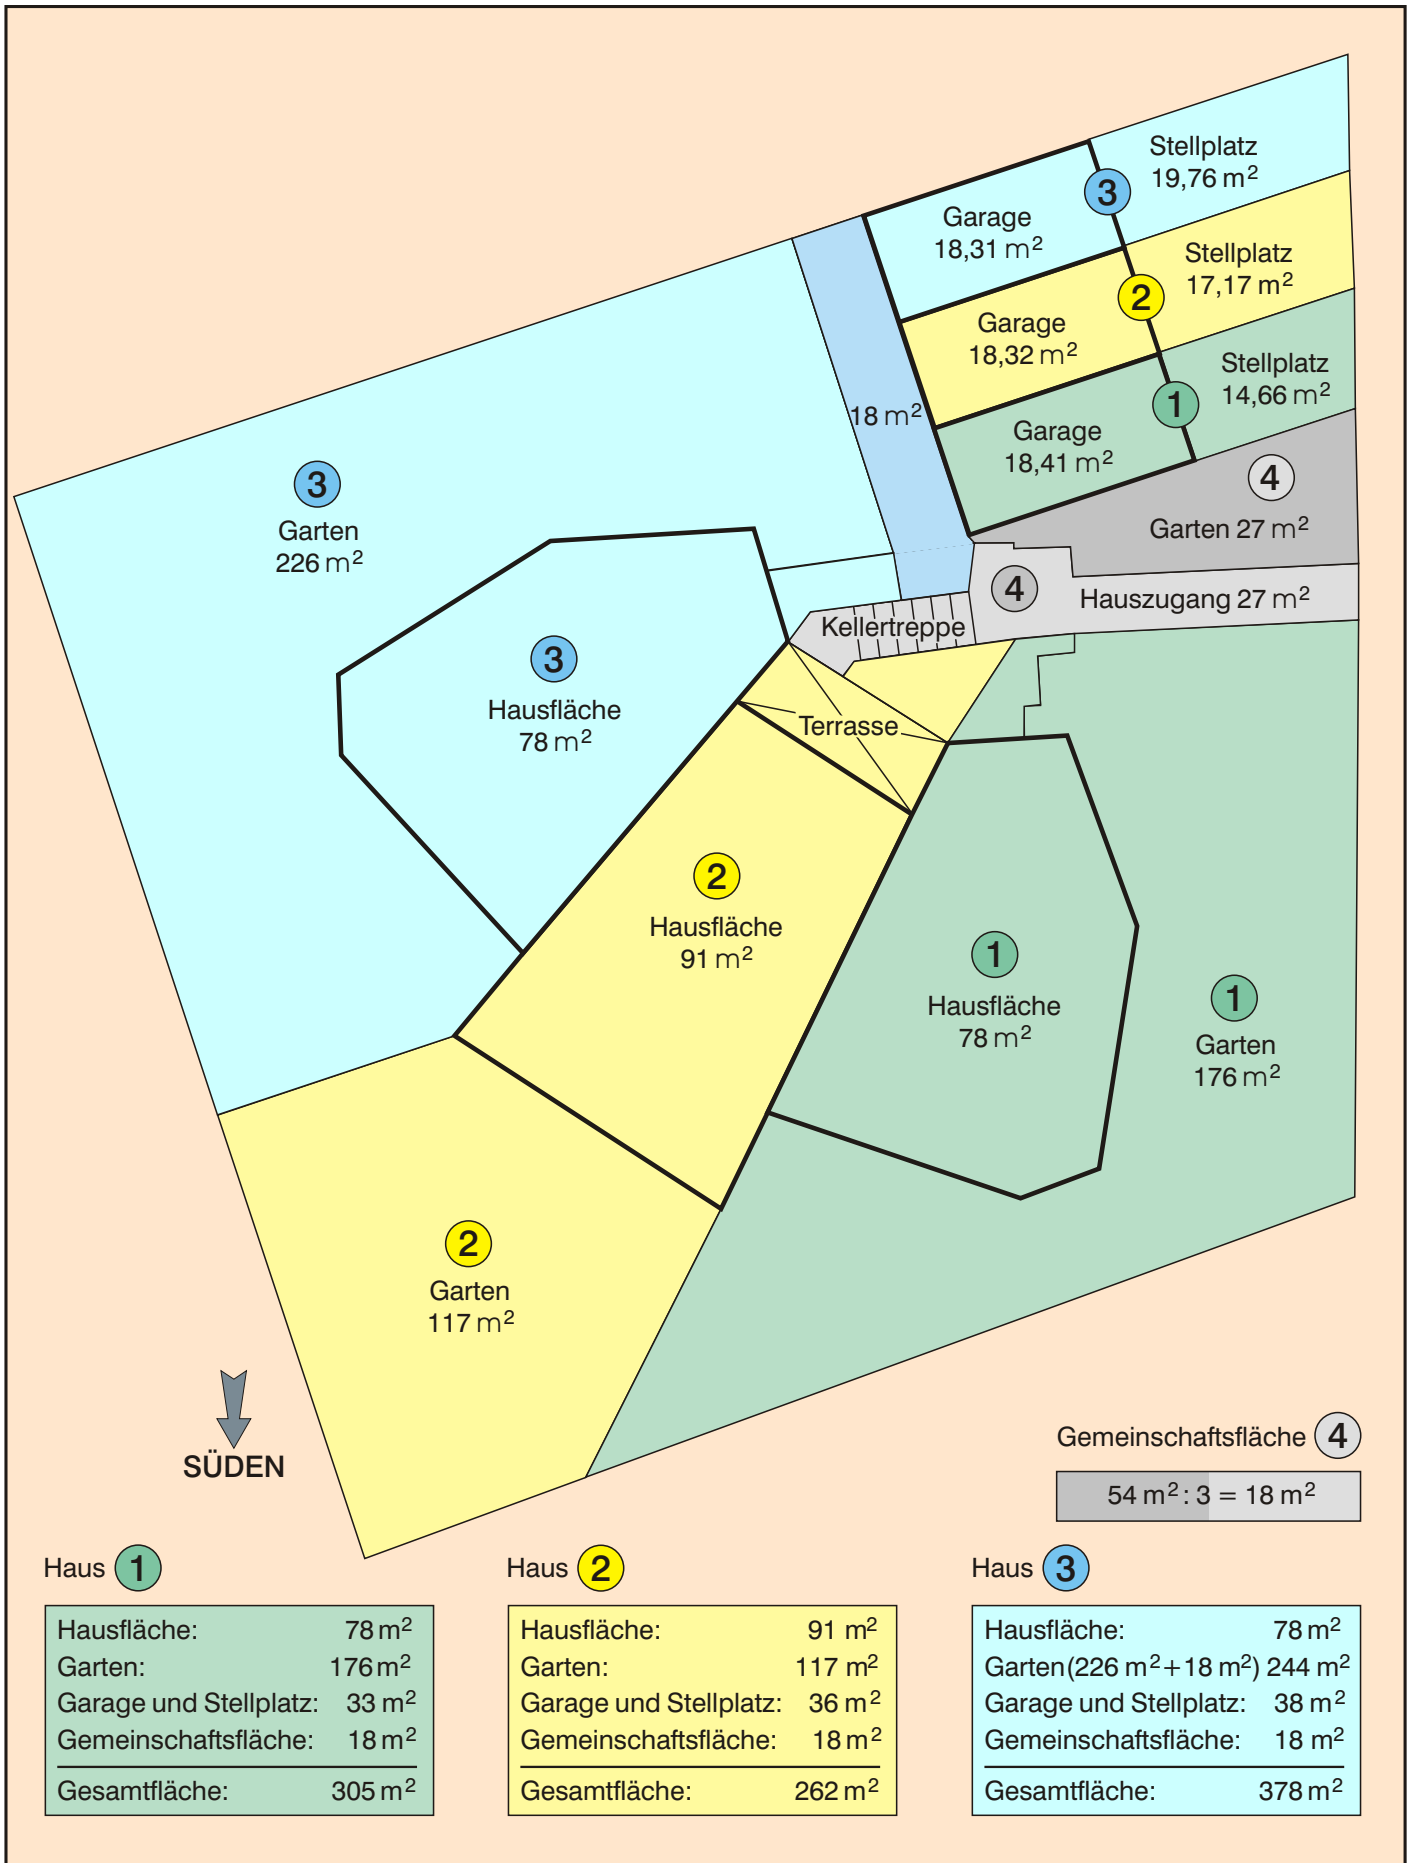 Stellplatz
19,76 m²
3
Garage
18,31 m²
Stellplatz
17,17 m²
2
Garage
18,32 m²
Stellplatz
14,66 m²
1
Garage
18,41 m²
18 m²
4
Garten 27 m²
3
Garten
226 m²
4
Hauszugang 27 m²
Kellertreppe
3
Hausfläche
78 m²
Terrasse
2
Hausfläche
91 m²
1
Hausfläche
78 m²
1
Garten
176 m²
2
Garten
117 m²
SÜDEN
Gemeinschaftsfläche 4
54 m² : 3 = 18 m²
Haus 1
Hausfläche: 78 m²
Garten: 176 m²
Garage und Stellplatz: 33 m²
Gemeinschaftsfläche: 18 m²
Gesamtfläche: 305 m²
Haus 2
Hausfläche: 91 m²
Garten: 117 m²
Garage und Stellplatz: 36 m²
Gemeinschaftsfläche: 18 m²
Gesamtfläche: 262 m²
Haus 3
Hausfläche: 78 m²
Garten(226 m²+18 m²) 244 m²
Garage und Stellplatz: 38 m²
Gemeinschaftsfläche: 18 m²
Gesamtfläche: 378 m²